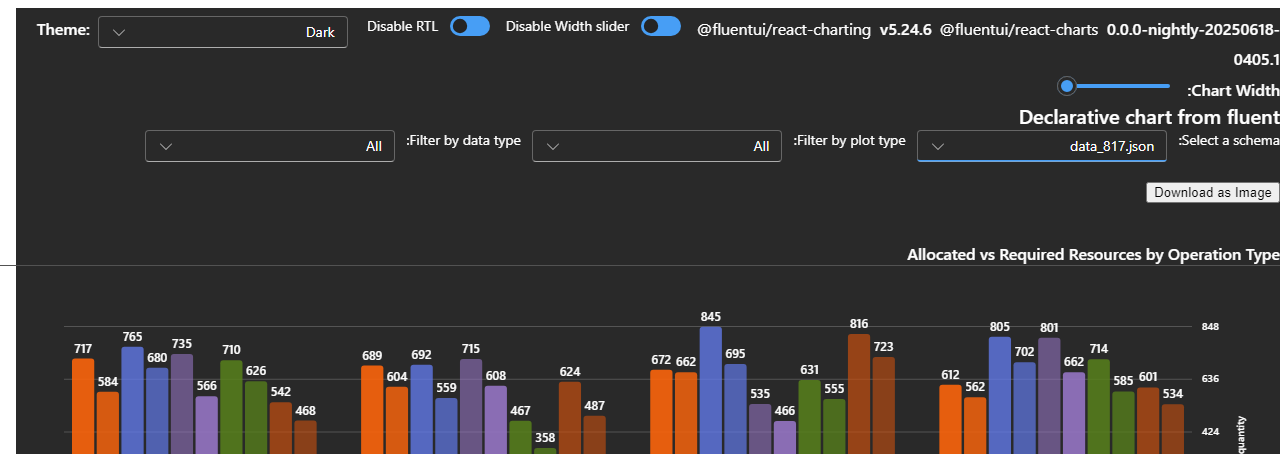 Theme: Dark Disable RTL Disable Width slider @fluentui/react-charting v5.24.6 @fluentui/react-charts 0.0.0-nightly-20250618-
0405.1
:Chart Width
Declarative chart from fluent
:Select a schema data_817.json :Filter by plot type All :Filter by data type All
Download as Image
Allocated vs Required Resources by Operation Type
848
636
424
quantity
717 584 765 680 735 566 710 626 542 468
689 604 692 559 715 608 467 358 624 487
672 662 845 695 535 466 631 555 816 723
612 562 805 702 801 662 714 585 601 534